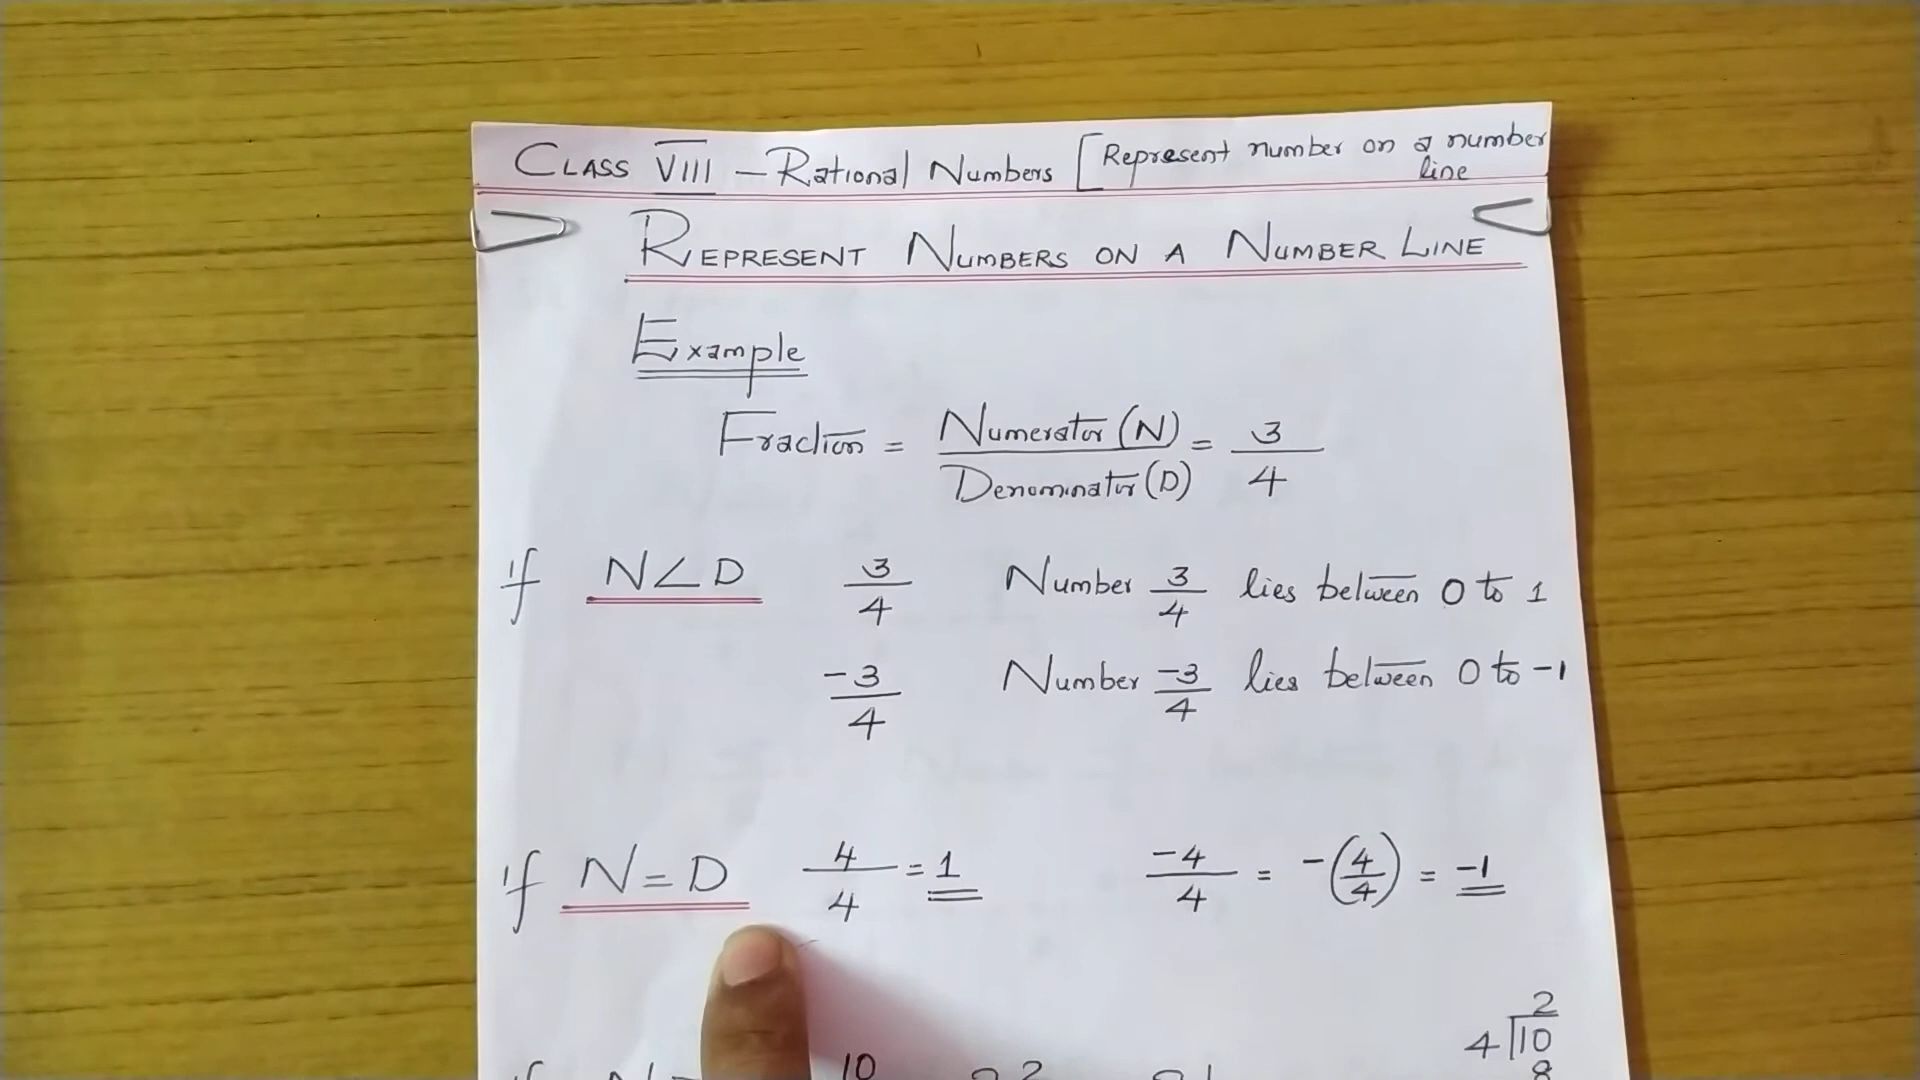 CLASS VIII - Rational Numbers [Represent number on a number line
REPRESENT NUMBERS ON A NUMBER LINE
Example
Fraction = Numerator (N) / Denominator (D) = 3/4
if N<D 3/4 Number 3/4 lies between 0 to 1
-3/4 Number -3/4 lies between 0 to -1
if N=D 4/4 = 1 -4/4 = -(4/4) = -1
2
4 10
if 10 8